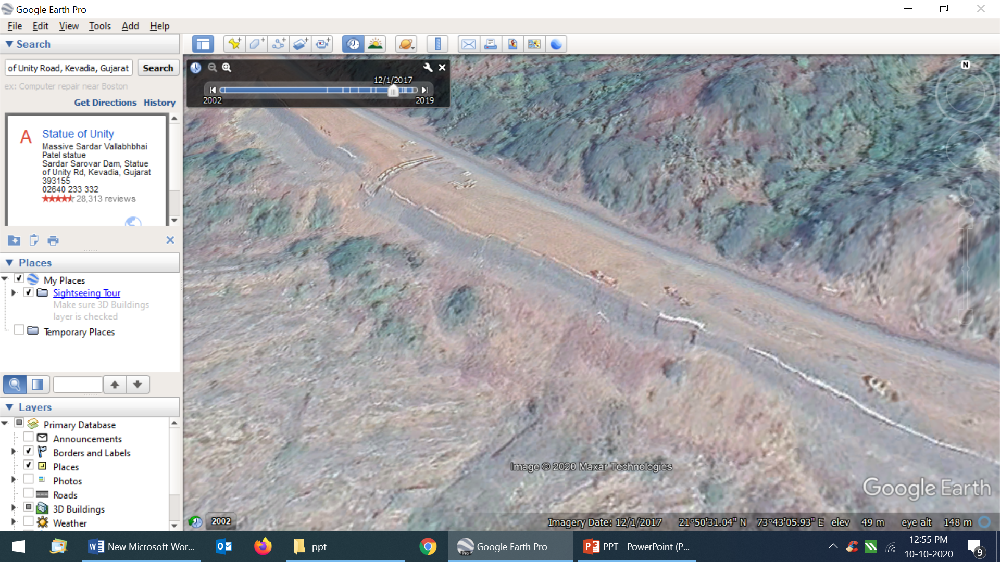 Google Earth Pro
File Edit View Tools Add Help
Search
of Unity Road, Kevadia, Gujarat Search
ex: Computer repair near Boston
Get Directions History
A Statue of Unity
Massive Sardar Vallabhbhai
Patel statue
Sardar Sarovar Dam, Statue
of Unity Rd, Kevadia, Gujarat
393155
02640 233 332
28,313 reviews
Places
My Places
Sightseeing Tour
Make sure 3D Buildings
layer is checked
Temporary Places
Layers
Primary Database
Announcements
Borders and Labels
Places
Photos
Roads
3D Buildings
Weather
12/1/2017
2002 2019
N
Image © 2020 Maxar Technologies
Google Earth
2002
Imagery Date: 12/1/2017 21°50'31.04" N 73°43'05.93" E elev 49 m eye alt 148 m
New Microsoft Wor...
ppt
Pro
Google Earth Pro
PPT - PowerPoint (P...
12:55 PM
10-10-2020
9